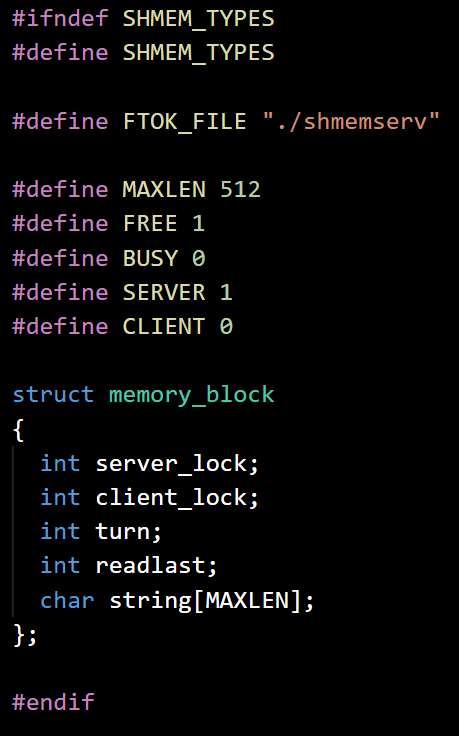 #ifndef SHMEM_TYPES
#define SHMEM_TYPES
#define FTOK_FILE "./shmemserv"
#define MAXLEN 512
#define FREE 1
#define BUSY 0
#define SERVER 1
#define CLIENT 0
struct memory_block
{
  int server_lock;
  int client_lock;
  int turn;
  int readlast;
  char string[MAXLEN];
};
#endif